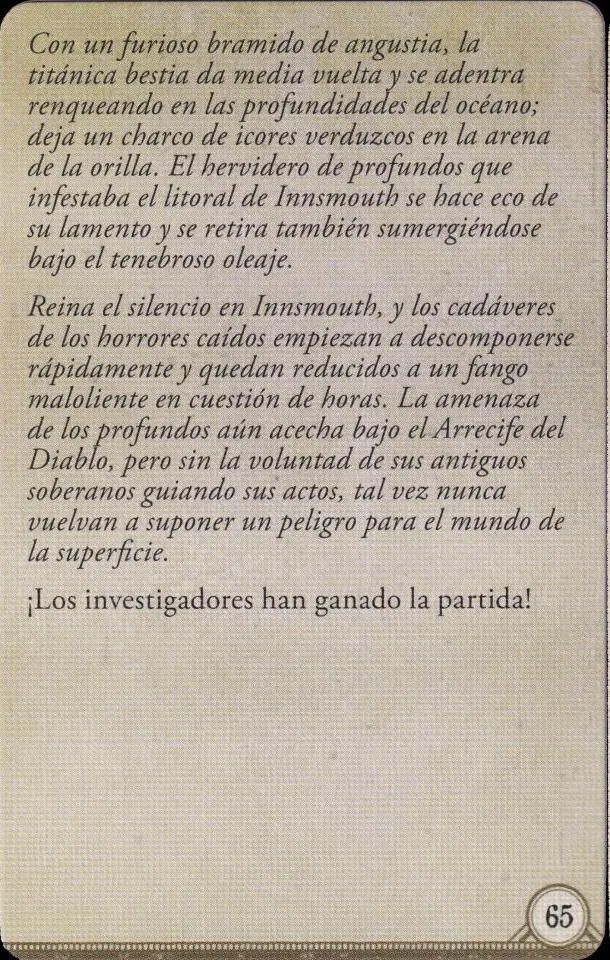 Con un furioso bramido de angustia, la
titánica bestia da media vuelta y se adentra
renqueando en las profundidades del océano;
deja un charco de icores verduzcos en la arena
de la orilla. El hervidero de profundos que
infestaba el litoral de Innsmouth se hace eco de
su lamento y se retira también sumergiéndose
bajo el tenebroso oleaje.
Reina el silencio en Innsmouth, y los cadáveres
de los horrores caídos empiezan a descomponerse
rápidamente y quedan reducidos a un fango
maloliente en cuestión de horas. La amenaza
de los profundos aún acecha bajo el Arrecife del
Diablo, pero sin la voluntad de sus antiguos
soberanos guiando sus actos, tal vez nunca
vuelvan a suponer un peligro para el mundo de
la superficie.
¡Los investigadores han ganado la partida!
65